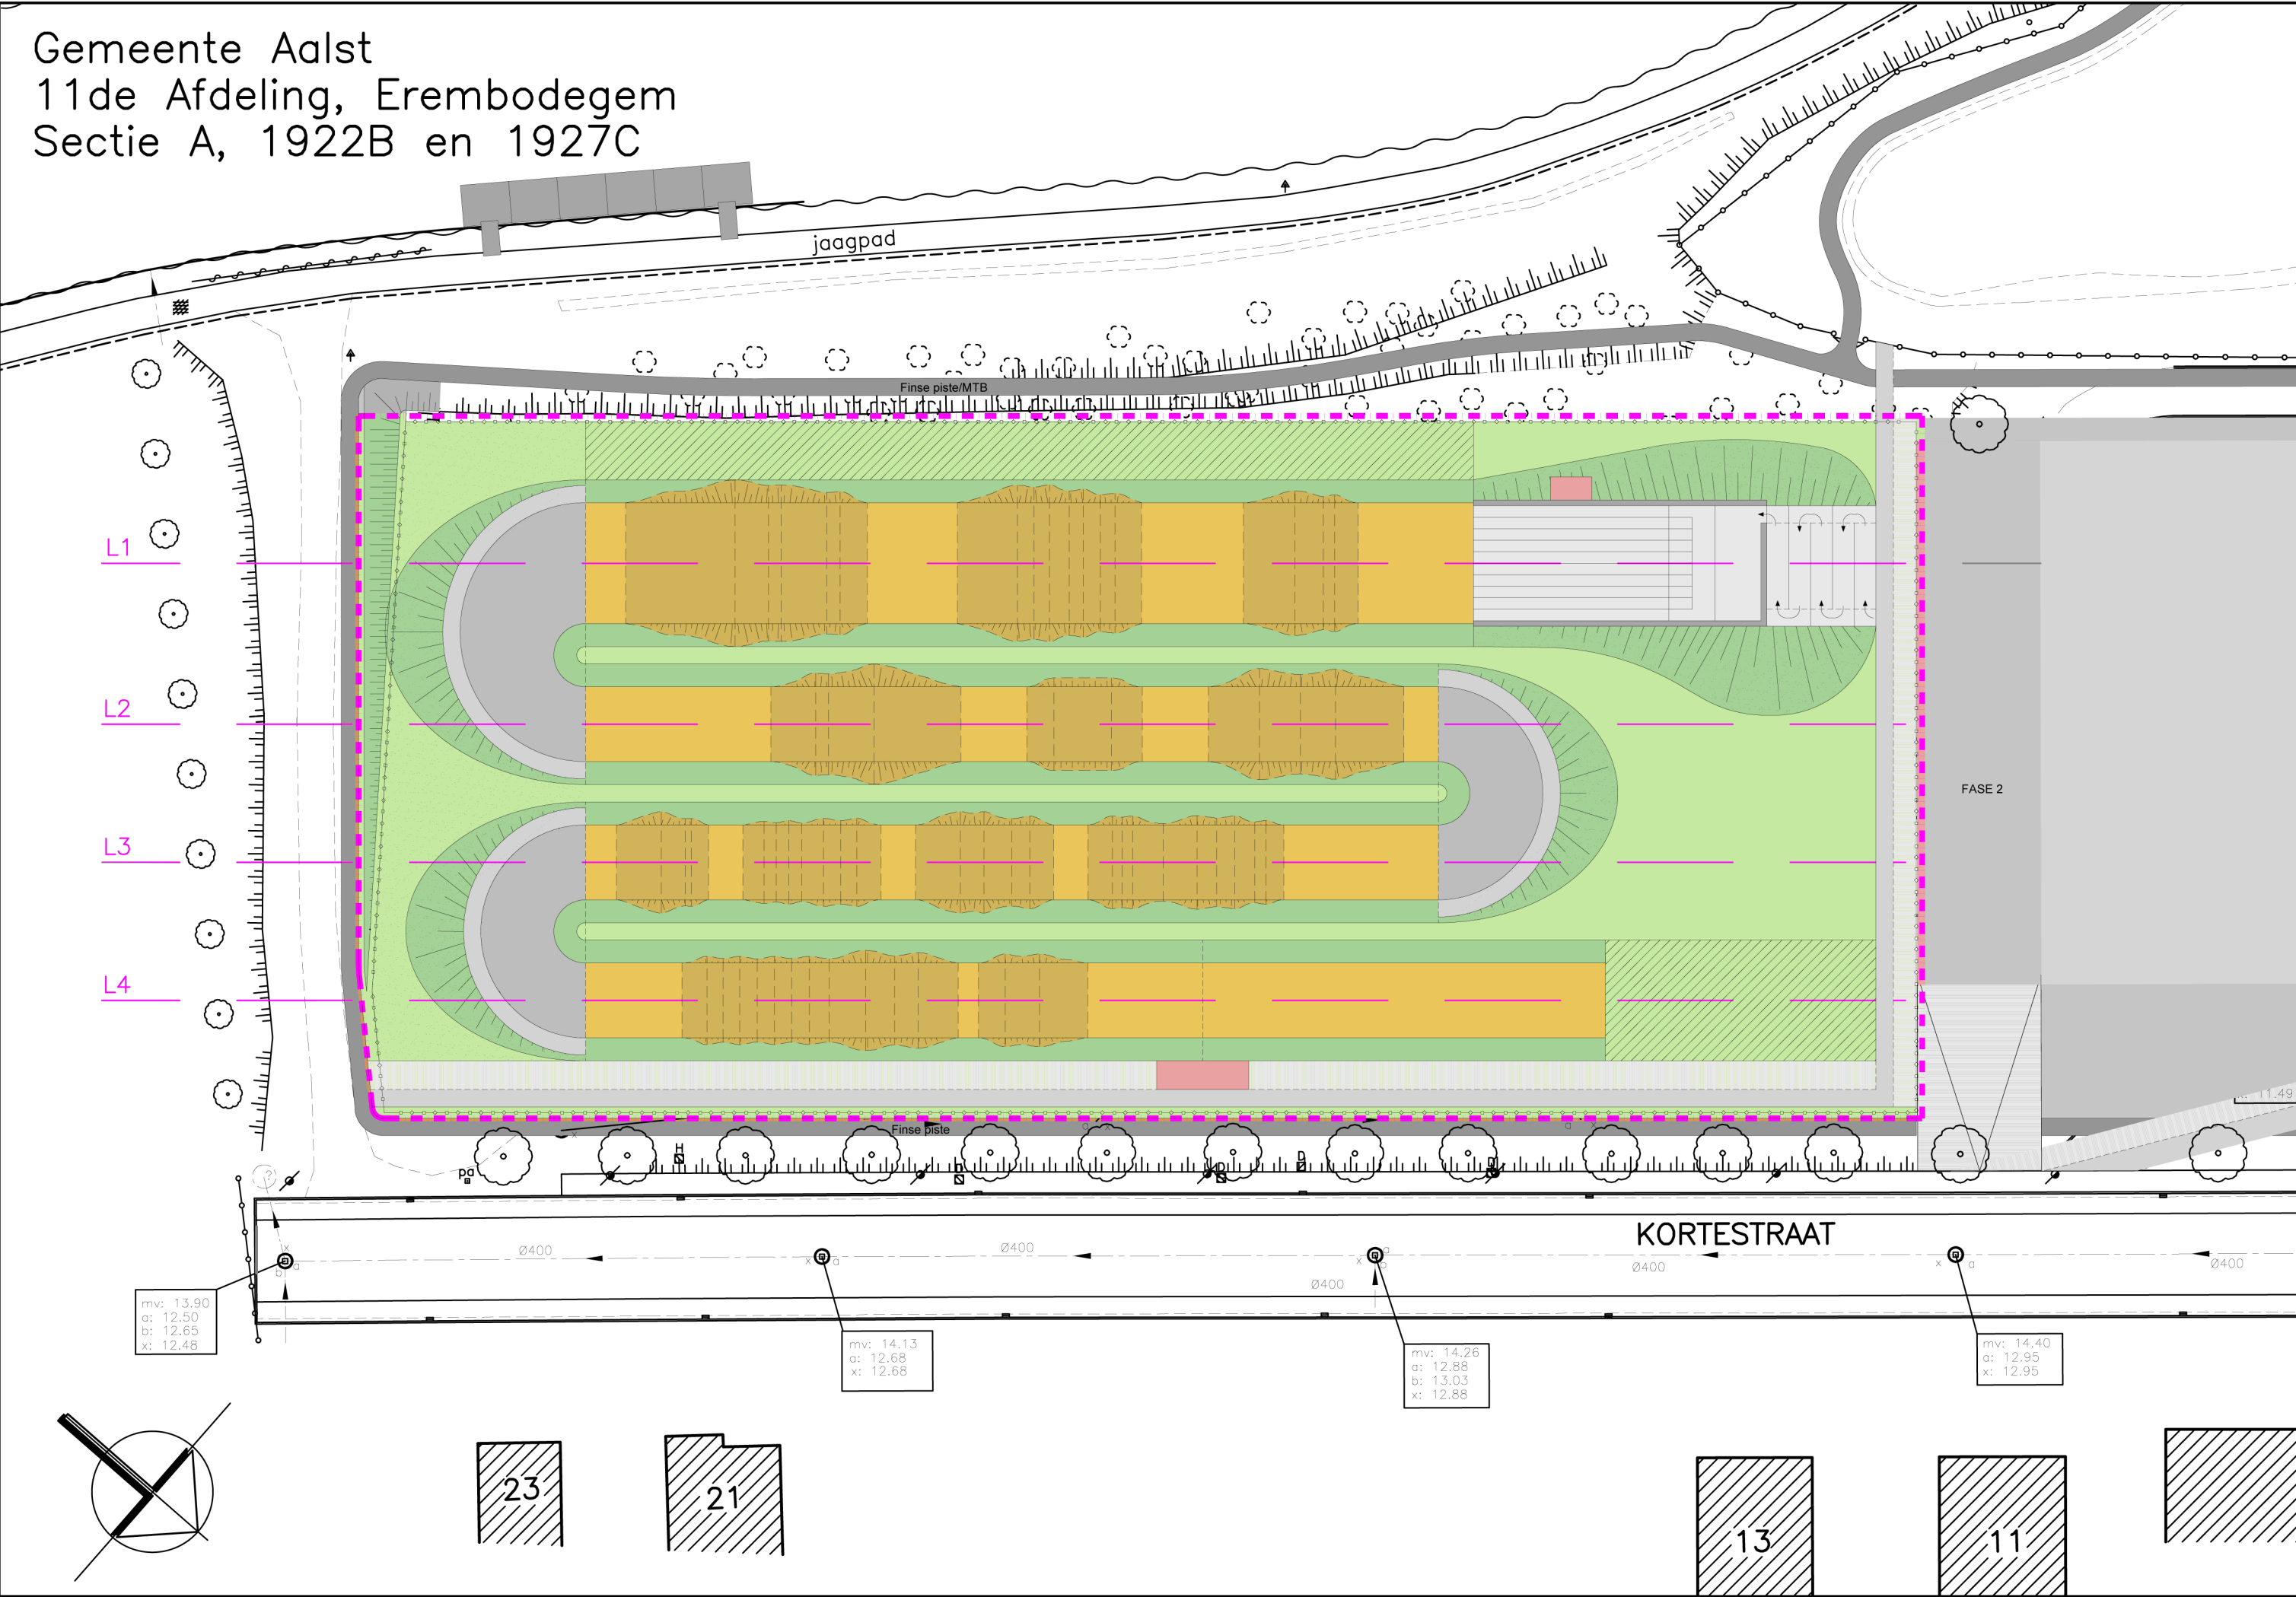 Gemeente Aalst
11de Afdeling, Erembodegem
Sectie A, 1922B en 1927C
jaagpad
Finse piste/MTB
L1
L2
FASE 2
L3
L4
11.49
Finse piste
pa
H
D
KORTESTRAAT
Ø400
Ø400
Ø400
Ø400
Ø400
x
b
a
x
a
x
a
b
x
a
mv: 13.90
a: 12.50
b: 12.65
x: 12.48
mv: 14.13
a: 12.68
x: 12.68
mv: 14.26
a: 12.88
b: 13.03
x: 12.88
mv: 14.40
a: 12.95
x: 12.95
23
21
13
11